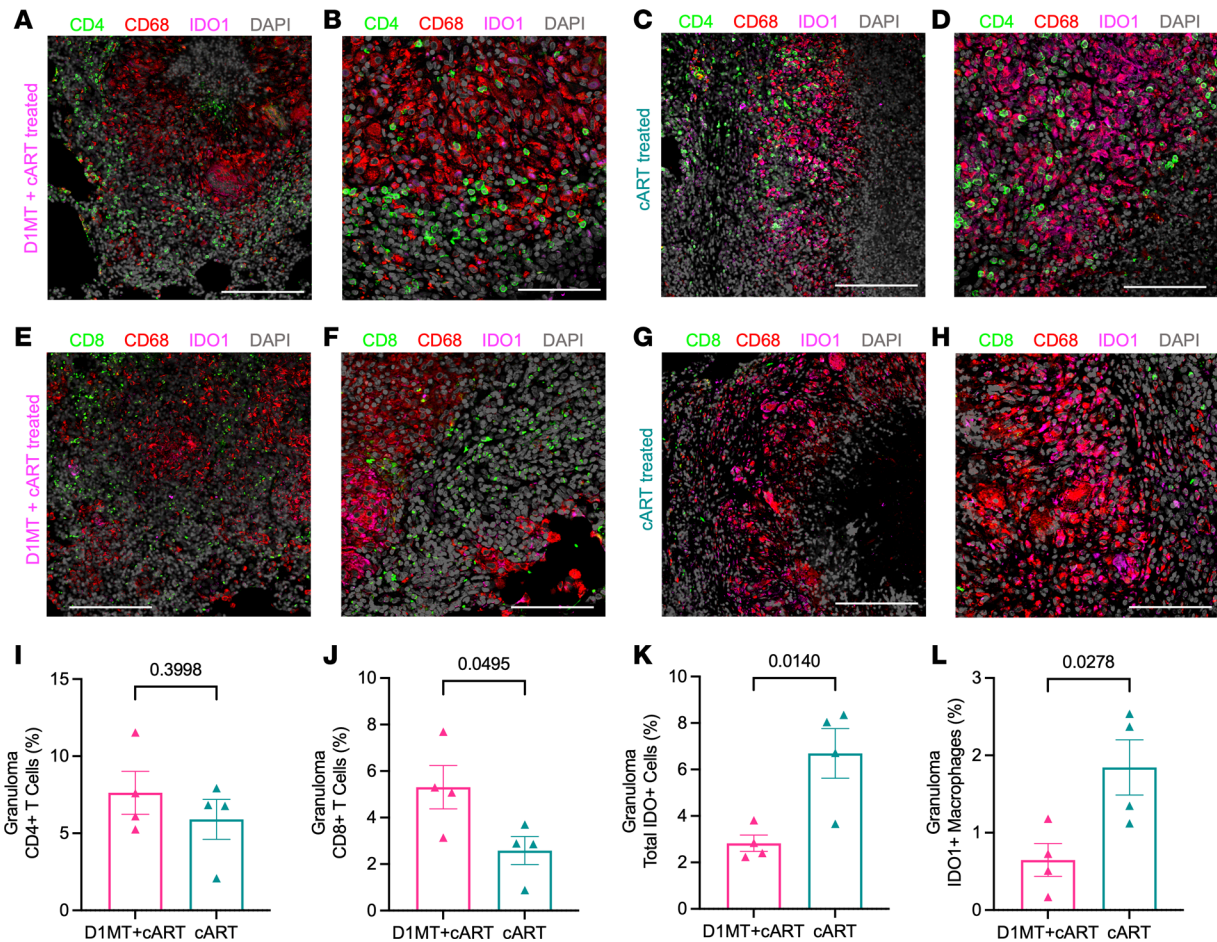 A CD4 CD68 IDO1 DAPI
B CD4 CD68 IDO1 DAPI
C CD4 CD68 IDO1 DAPI
D CD4 CD68 IDO1 DAPI
D1MT + cART treated
cART treated
E CD8 CD68 IDO1 DAPI
F CD8 CD68 IDO1 DAPI
G CD8 CD68 IDO1 DAPI
H CD8 CD68 IDO1 DAPI
D1MT + cART treated
cART treated
I
0.3998
Granuloma
CD4+ T Cells (%)
15
10
5
0
D1MT+cART cART
J
0.0495
Granuloma
CD8+ T Cells (%)
10
8
6
4
2
0
D1MT+cART cART
K
0.0140
Granuloma
Total IDO+ Cells (%)
10
8
6
4
2
0
D1MT+cART cART
L
0.0278
Granuloma
IDO1+ Macrophages (%)
3
2
1
0
D1MT+cART cART